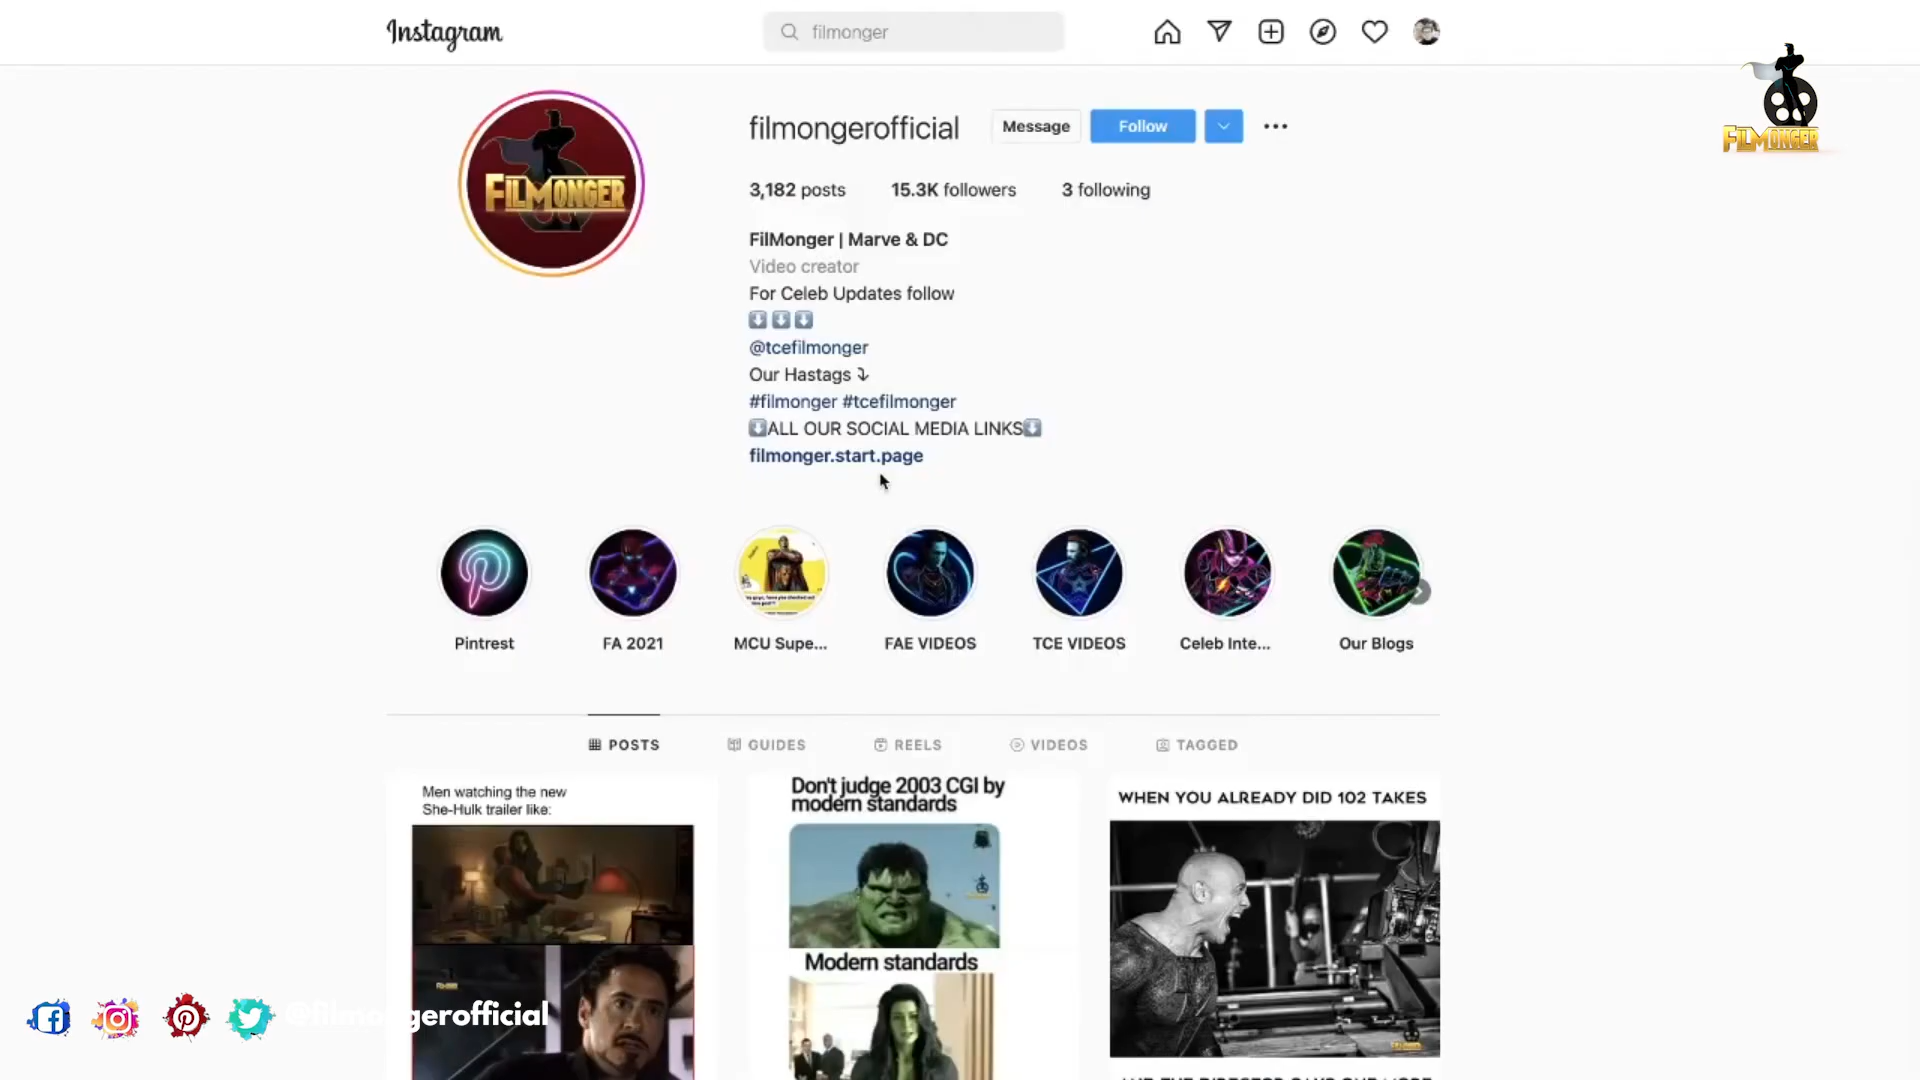 Instagram
filmonger
FILMONGER
filmongerofficial
Message
Follow
3,182 posts
15.3K followers
3 following
FILMONGER
FilMonger | Marve & DC
Video creator
For Celeb Updates follow
⬇️⬇️⬇️
@tcefilmonger
Our Hastags ⤵
#filmonger #tcefilmonger
⬇️ALL OUR SOCIAL MEDIA LINKS⬇️
filmonger.start.page
Pintrest
FA 2021
MCU Supe...
FAE VIDEOS
TCE VIDEOS
Celeb Inte...
Our Blogs
POSTS
GUIDES
REELS
VIDEOS
TAGGED
Men watching the new
She-Hulk trailer like:
Don't judge 2003 CGI by
modern standards
Modern standards
WHEN YOU ALREADY DID 102 TAKES
@filmongerofficial